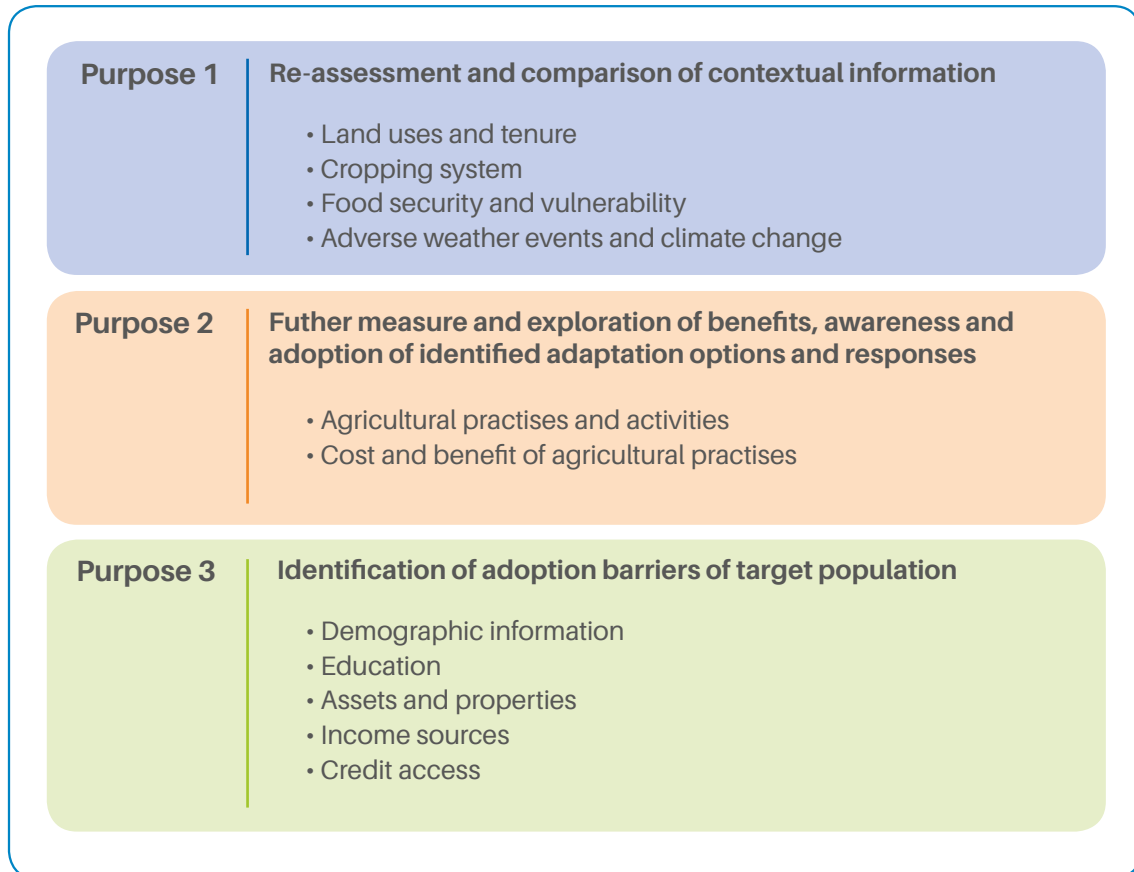 Purpose 1
Re-assessment and comparison of contextual information
• Land uses and tenure
• Cropping system
• Food security and vulnerability
• Adverse weather events and climate change
Purpose 2
Futher measure and exploration of benefits, awareness and
adoption of identified adaptation options and responses
• Agricultural practises and activities
• Cost and benefit of agricultural practises
Purpose 3
Identification of adoption barriers of target population
• Demographic information
• Education
• Assets and properties
• Income sources
• Credit access